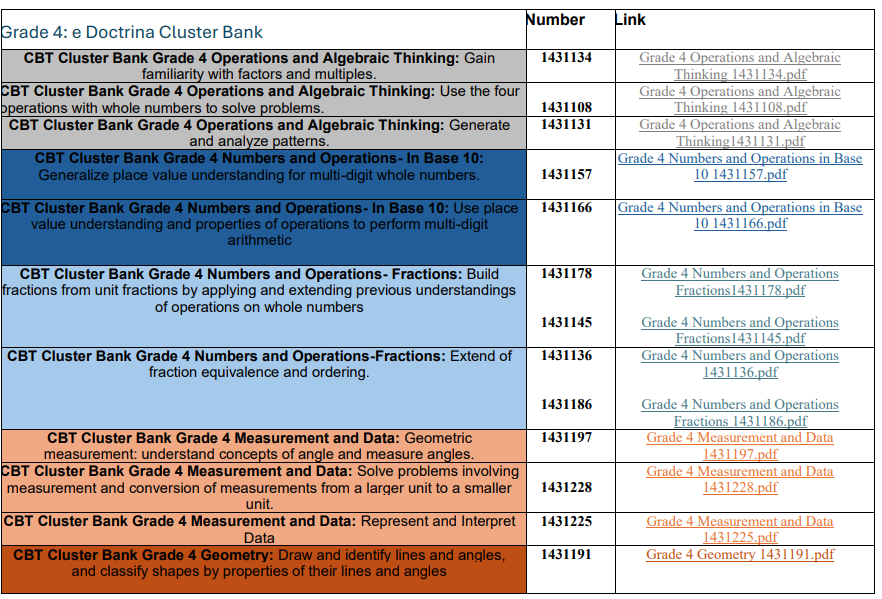 Grade 4: e Doctrina Cluster Bank
Number
Link
CBT Cluster Bank Grade 4 Operations and Algebraic Thinking: Gain
familiarity with factors and multiples.
1431134
Grade 4 Operations and Algebraic
Thinking 1431134.pdf
CBT Cluster Bank Grade 4 Operations and Algebraic Thinking: Use the four
operations with whole numbers to solve problems.
1431108
Grade 4 Operations and Algebraic
Thinking 1431108.pdf
CBT Cluster Bank Grade 4 Operations and Algebraic Thinking: Generate
and analyze patterns.
1431131
Grade 4 Operations and Algebraic
Thinking1431131.pdf
CBT Cluster Bank Grade 4 Numbers and Operations- In Base 10:
Generalize place value understanding for multi-digit whole numbers.
1431157
Grade 4 Numbers and Operations in Base
10 1431157.pdf
CBT Cluster Bank Grade 4 Numbers and Operations- In Base 10: Use place
value understanding and properties of operations to perform multi-digit
arithmetic
1431166
Grade 4 Numbers and Operations in Base
10 1431166.pdf
CBT Cluster Bank Grade 4 Numbers and Operations- Fractions: Build
fractions from unit fractions by applying and extending previous understandings
of operations on whole numbers
1431178
Grade 4 Numbers and Operations
Fractions1431178.pdf
1431145
Grade 4 Numbers and Operations
Fractions1431145.pdf
CBT Cluster Bank Grade 4 Numbers and Operations-Fractions: Extend of
fraction equivalence and ordering.
1431136
Grade 4 Numbers and Operations
1431136.pdf
1431186
Grade 4 Numbers and Operations
Fractions 1431186.pdf
CBT Cluster Bank Grade 4 Measurement and Data: Geometric
measurement: understand concepts of angle and measure angles.
1431197
Grade 4 Measurement and Data
1431197.pdf
CBT Cluster Bank Grade 4 Measurement and Data: Solve problems involving
measurement and conversion of measurements from a larger unit to a smaller
unit.
1431228
Grade 4 Measurement and Data
1431228.pdf
CBT Cluster Bank Grade 4 Measurement and Data: Represent and Interpret
Data
1431225
Grade 4 Measurement and Data
1431225.pdf
CBT Cluster Bank Grade 4 Geometry: Draw and identify lines and angles,
and classify shapes by properties of their lines and angles
1431191
Grade 4 Geometry 1431191.pdf